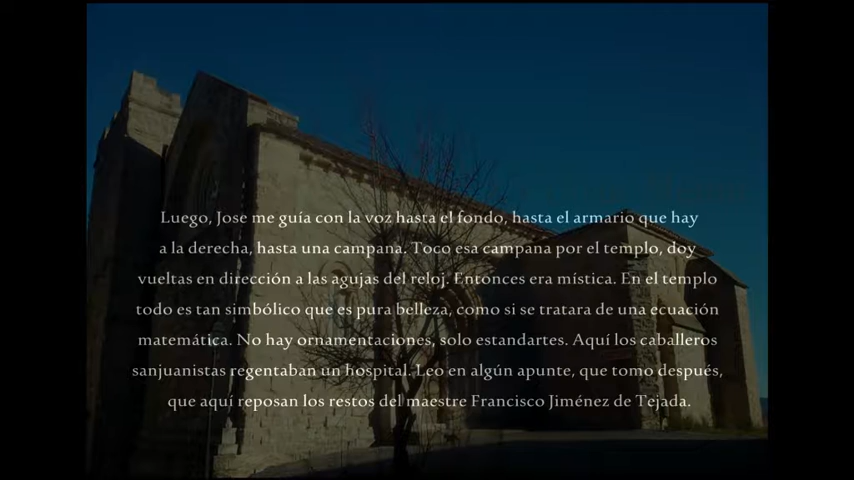 Luego, Jose me guía con la voz hasta el fondo, hasta el armario que hay
a la derecha, hasta una campana. Toco esa campana por el templo, doy
vueltas en dirección a las agujas del reloj. Entonces era mística. En el templo
todo es tan simbólico que es pura belleza, como si se tratara de una ecuación
matemática. No hay ornamentaciones, solo estandartes. Aquí los caballeros
sanjuanistas regentaban un hospital. Leo en algún apunte, que tomo después,
que aquí reposan los restos del maestre Francisco Jiménez de Tejada.